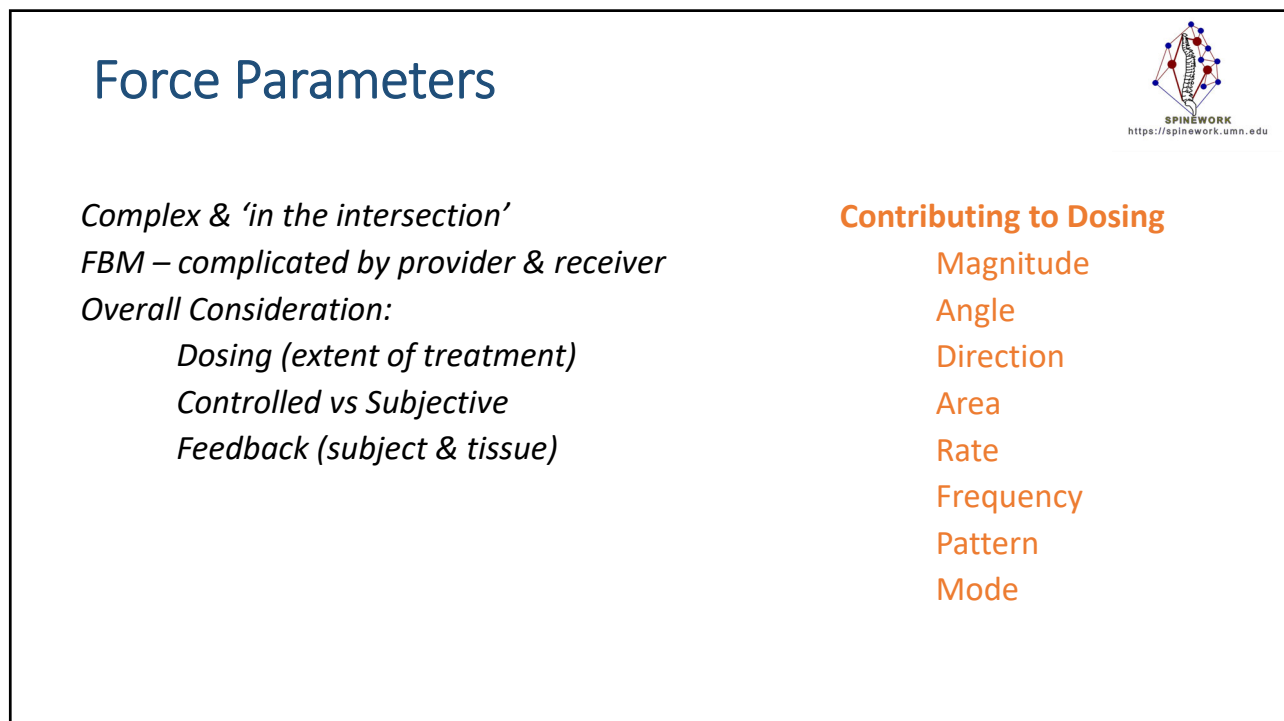 Force Parameters
SPINEWORK
https://spinework.umn.edu
Complex & ‘in the intersection’
FBM – complicated by provider & receiver
Overall Consideration:
Dosing (extent of treatment)
Controlled vs Subjective
Feedback (subject & tissue)
Contributing to Dosing
Magnitude
Angle
Direction
Area
Rate
Frequency
Pattern
Mode